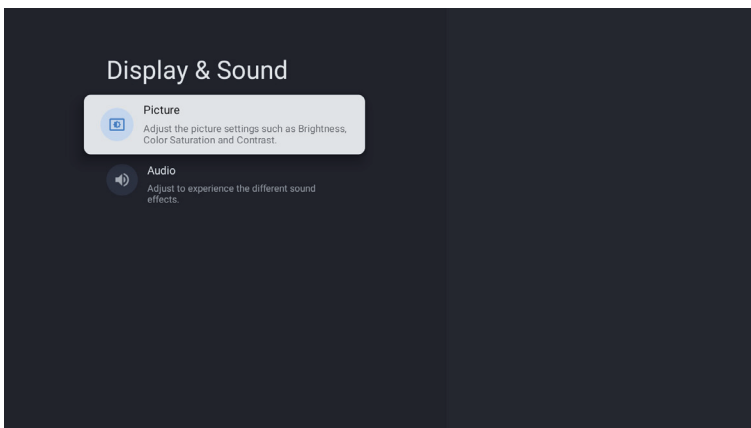 Display & Sound
Picture
Adjust the picture settings such as Brightness,
Color Saturation and Contrast.
Audio
Adjust to experience the different sound
effects.